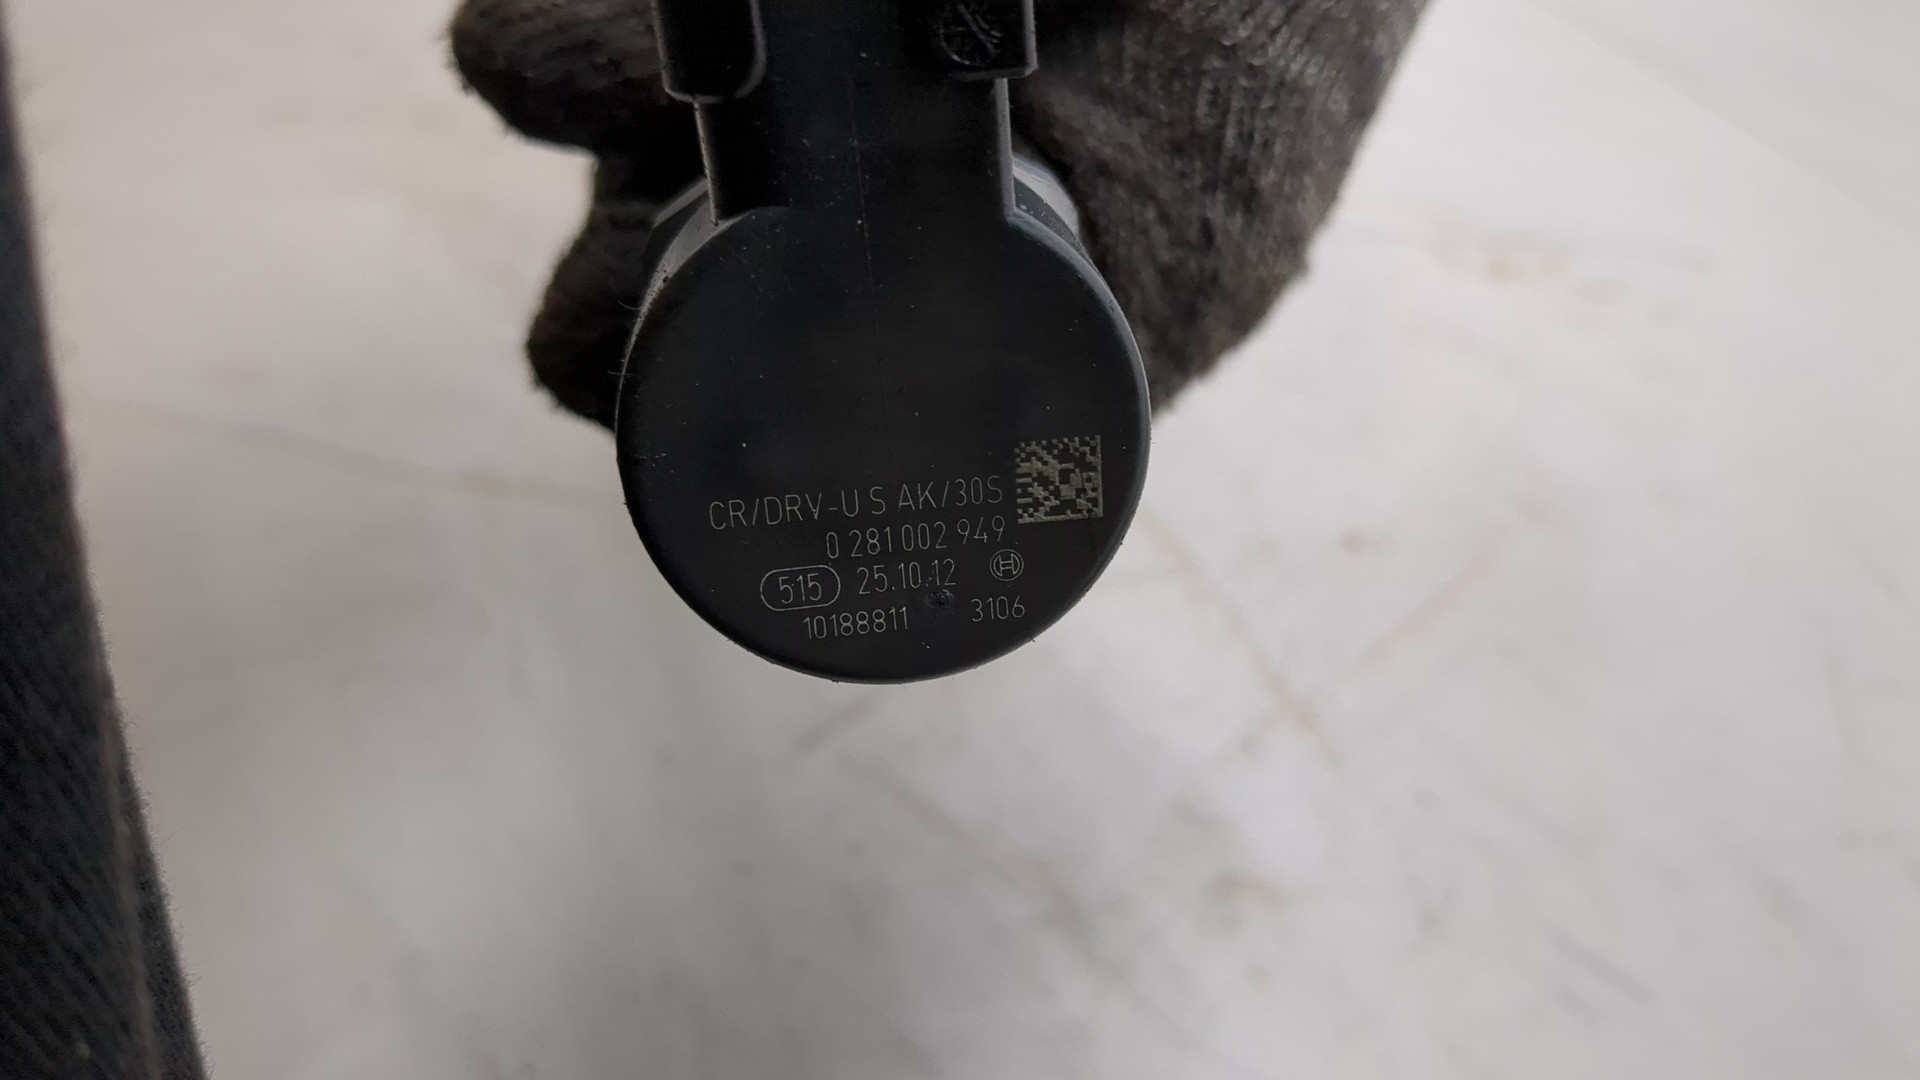 CR/DRV-U S AK/30S
0 281 002 949
515 25.10.12
10188811 3106